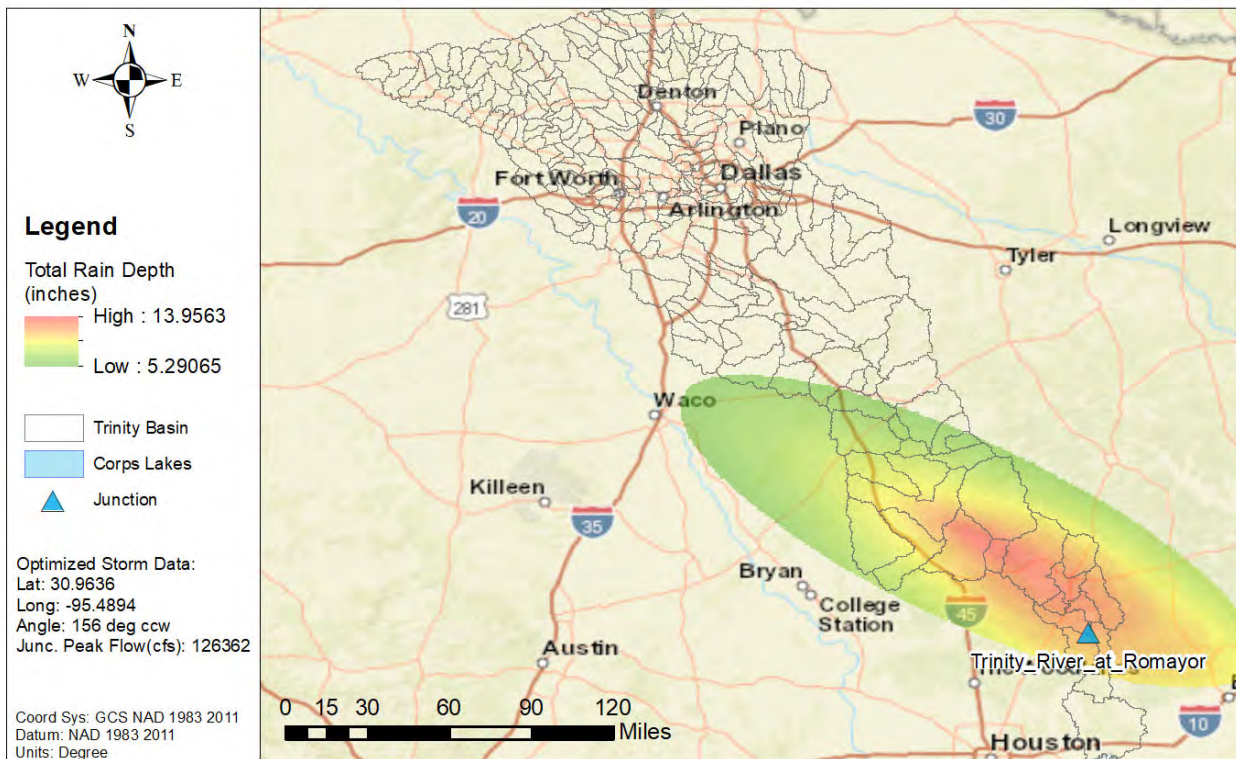 N
W
E
S
Legend
Total Rain Depth
(inches)
High : 13.9563
Low : 5.29065
Trinity Basin
Corps Lakes
Junction
Optimized Storm Data:
Lat: 30.9636
Long: -95.4894
Angle: 156 deg ccw
Junc. Peak Flow(cfs): 126362
Coord Sys: GCS NAD 1983 2011
Datum: NAD 1983 2011
Units: Degree
Denton
Plano
30
Fort Worth
Dallas
Arlington
20
Longview
Tyler
281
Waco
Killeen
35
Bryan
College
Station
45
Trinity_River_at_Romayor
Austin
10
Houston
0 15 30 60 90 120
Miles